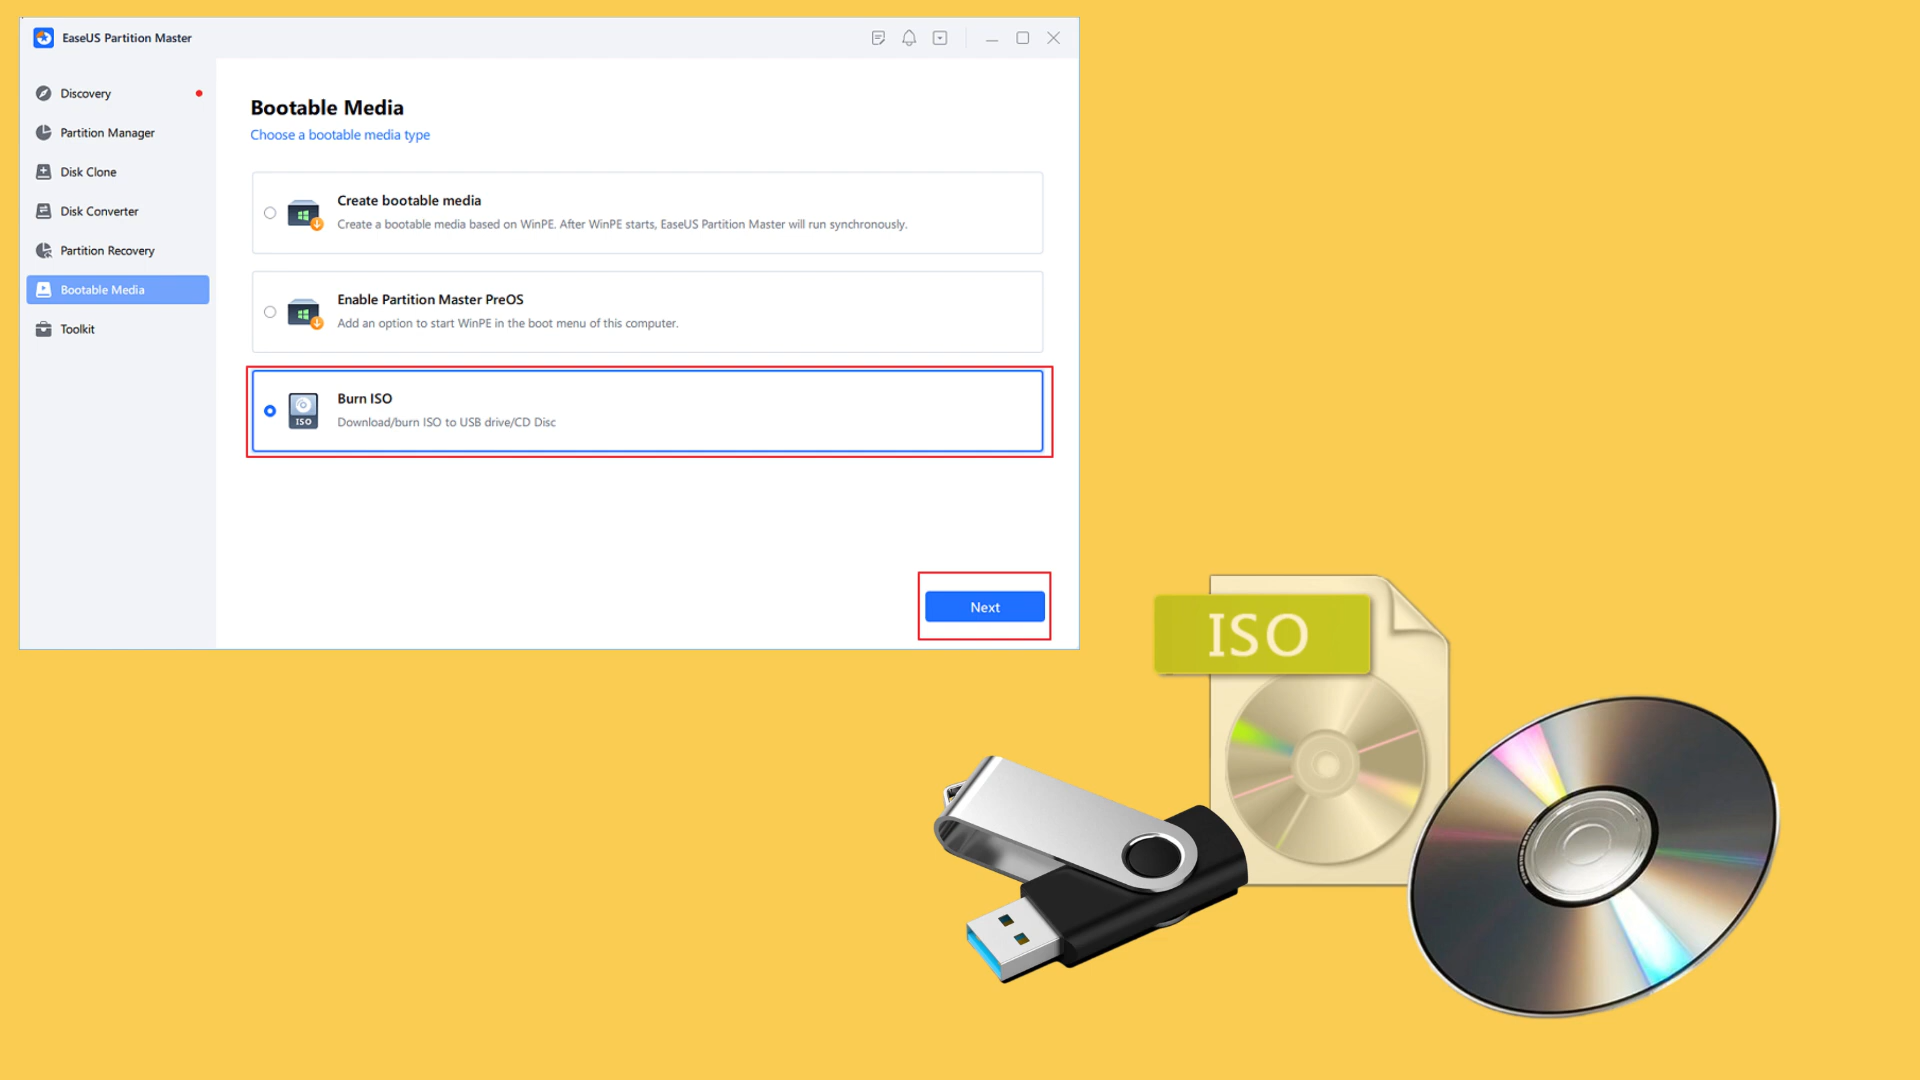 EaseUS Partition Master
Discovery
Partition Manager
Disk Clone
Disk Converter
Partition Recovery
Bootable Media
Toolkit
Bootable Media
Choose a bootable media type
Create bootable media
Create a bootable media based on WinPE. After WinPE starts, EaseUS Partition Master will run synchronously.
Enable Partition Master PreOS
Add an option to start WinPE in the boot menu of this computer.
ISO
Burn ISO
Download/burn ISO to USB drive/CD Disc
Next
ISO